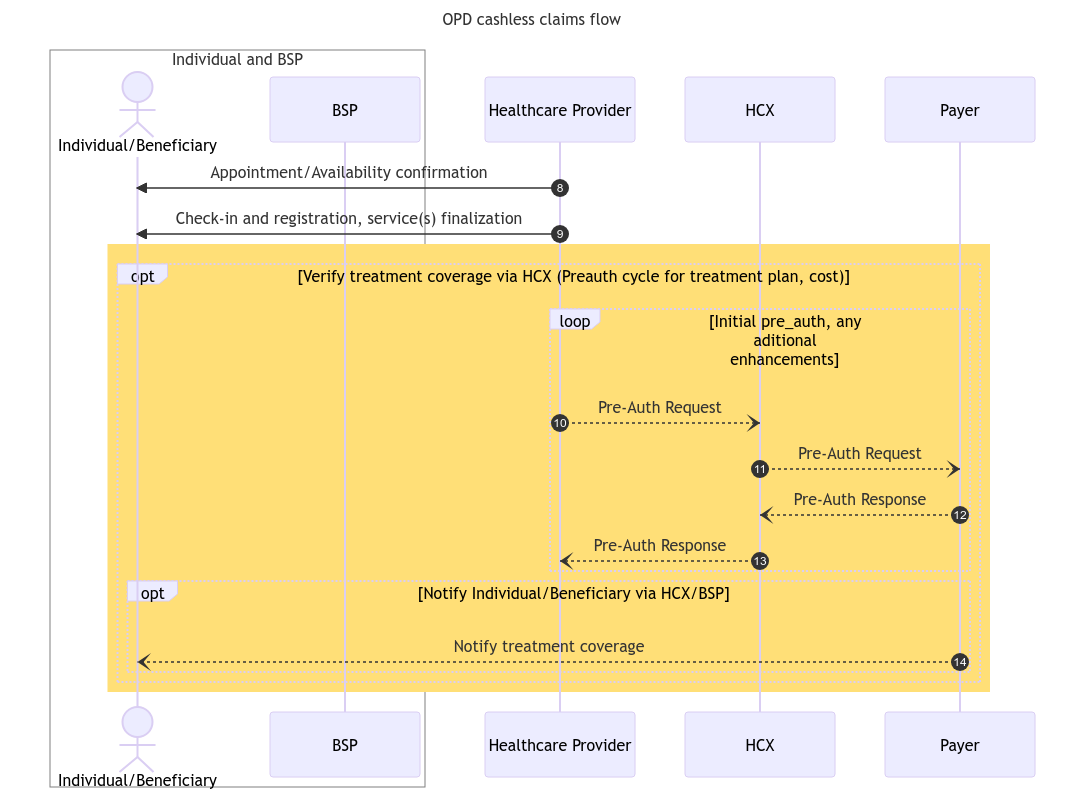 OPD cashless claims flow
Individual and BSP
Individual/Beneficiary
BSP
Healthcare Provider
HCX
Payer
Appointment/Availability confirmation
8
Check-in and registration, service(s) finalization
9
opt
[Verify treatment coverage via HCX (Preauth cycle for treatment plan, cost)]
loop
[Initial pre_auth, any
aditional
enhancements]
Pre-Auth Request
10
Pre-Auth Request
11
Pre-Auth Response
12
Pre-Auth Response
13
opt
[Notify Individual/Beneficiary via HCX/BSP]
Notify treatment coverage
14
Individual/Beneficiary
BSP
Healthcare Provider
HCX
Payer